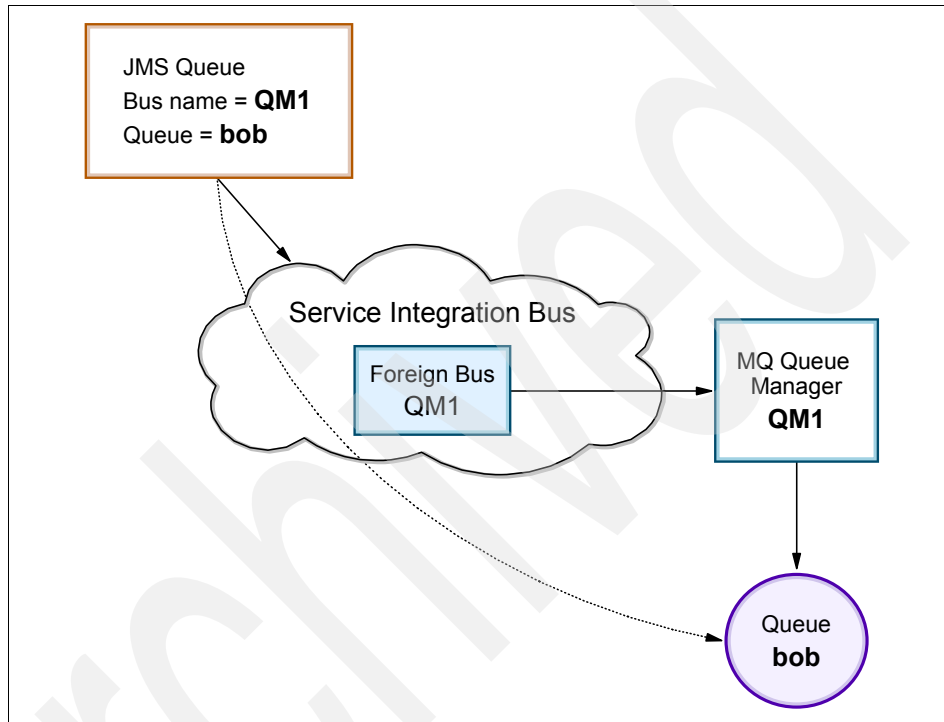 JMS Queue
Bus name = QM1
Queue = bob
Service Integration Bus
Foreign Bus
QM1
MQ Queue
Manager
QM1
Queue
bob
rchived